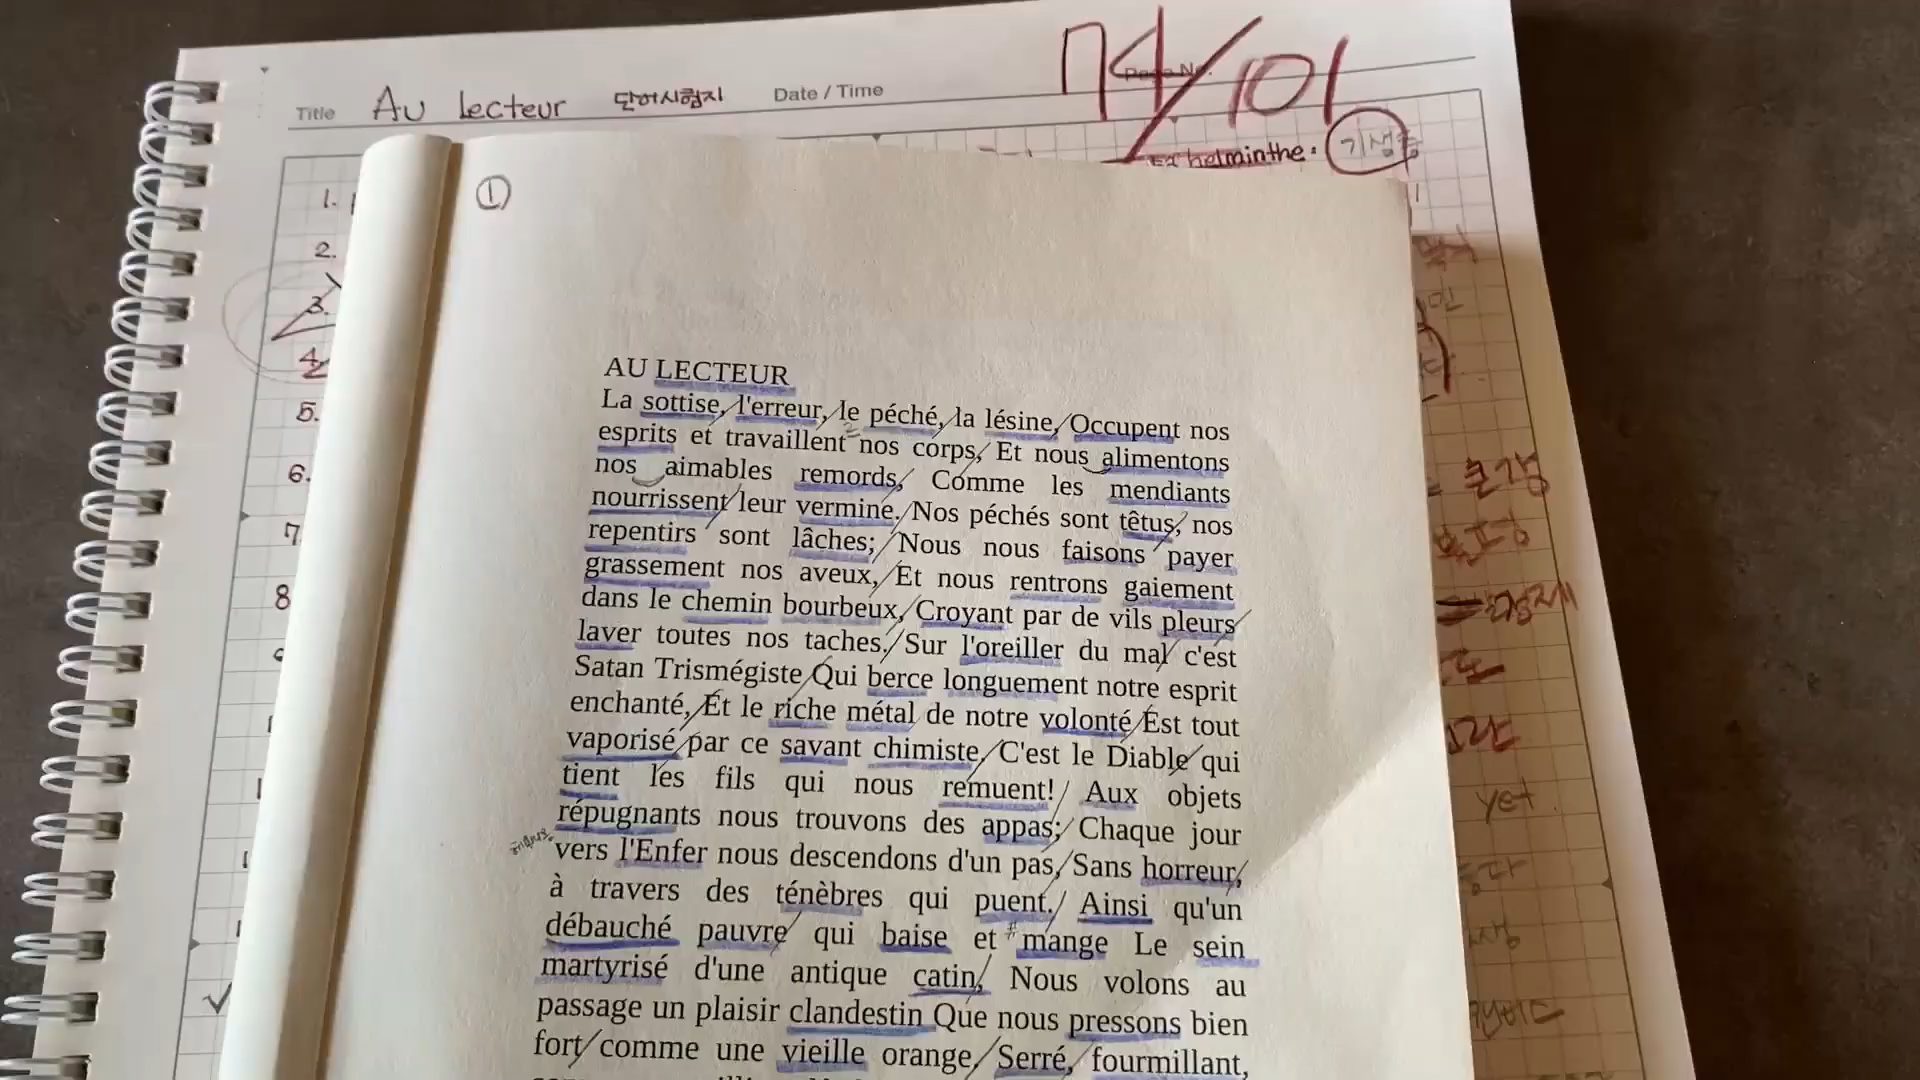 Title Au lecteur 단어시험지 Date / Time Page No.
74/101
helminthe · 기생충
①
1.
2.
3.
4.
5.
6.
7.
8
AU LECTEUR
La sottise, l'erreur, le péché, la lésine, Occupent nos
esprits et travaillent nos corps, Et nous alimentons
nos aimables remords, Comme les mendiants
nourrissent leur vermine. Nos péchés sont têtus, nos
repentirs sont lâches; Nous nous faisons payer
grassement nos aveux, Et nous rentrons gaiement
dans le chemin bourbeux, Croyant par de vils pleurs
laver toutes nos taches. Sur l'oreiller du mal c'est
Satan Trismégiste Qui berce longuement notre esprit
enchanté, Et le riche métal de notre volonté Est tout
vaporisé par ce savant chimiste. C'est le Diable qui
tient les fils qui nous remuent! Aux objets
répugnants nous trouvons des appas; Chaque jour
vers l'Enfer nous descendons d'un pas, Sans horreur,
à travers des ténèbres qui puent. Ainsi qu'un
débauché pauvre qui baise et mange Le sein
martyrisé d'une antique catin, Nous volons au
passage un plaisir clandestin Que nous pressons bien
fort comme une vieille orange. Serré, fourmillant,
yet